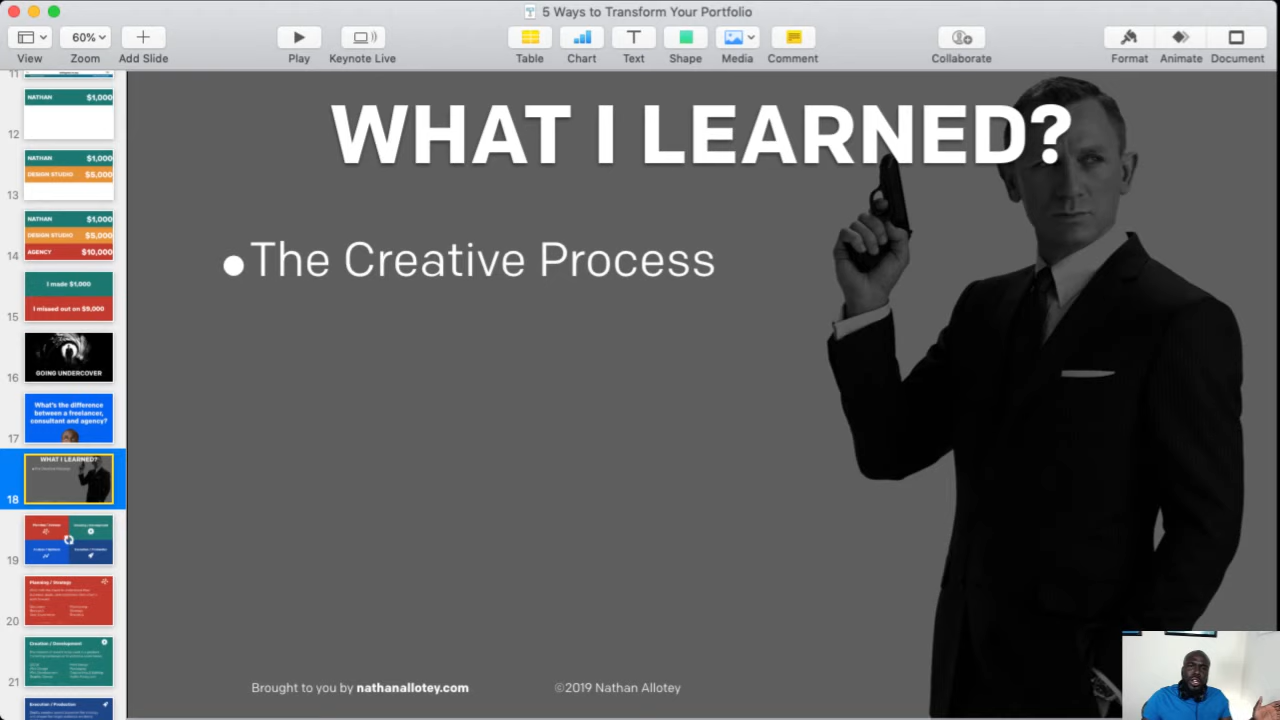 5 Ways to Transform Your Portfolio
60%
View
Zoom
Add Slide
Play
Keynote Live
Table
Chart
Text
Shape
Media
Comment
Collaborate
Format
Animate
Document
11
NATHAN $1,000
12
NATHAN $1,000
DESIGN STUDIO $5,000
13
NATHAN $1,000
DESIGN STUDIO $5,000
AGENCY $10,000
14
I made $1,000
I missed out on $9,000
15
GOING UNDERCOVER
16
What's the difference
between a freelancer,
consultant and agency?
17
WHAT I LEARNED?
18
19
Planning / Strategy
20
Creation / Development
21
Execution / Production
WHAT I LEARNED?
•The Creative Process
Brought to you by nathanallotey.com
©2019 Nathan Allotey